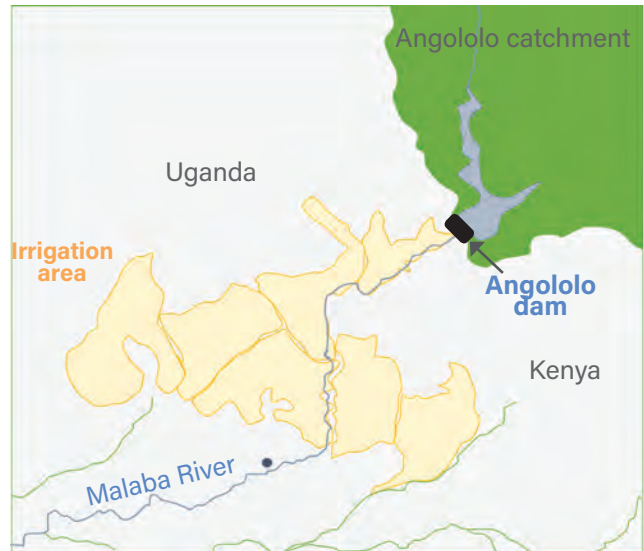 Angololo catchment
Uganda
Irrigation
area
Angololo
dam
Kenya
Malaba River